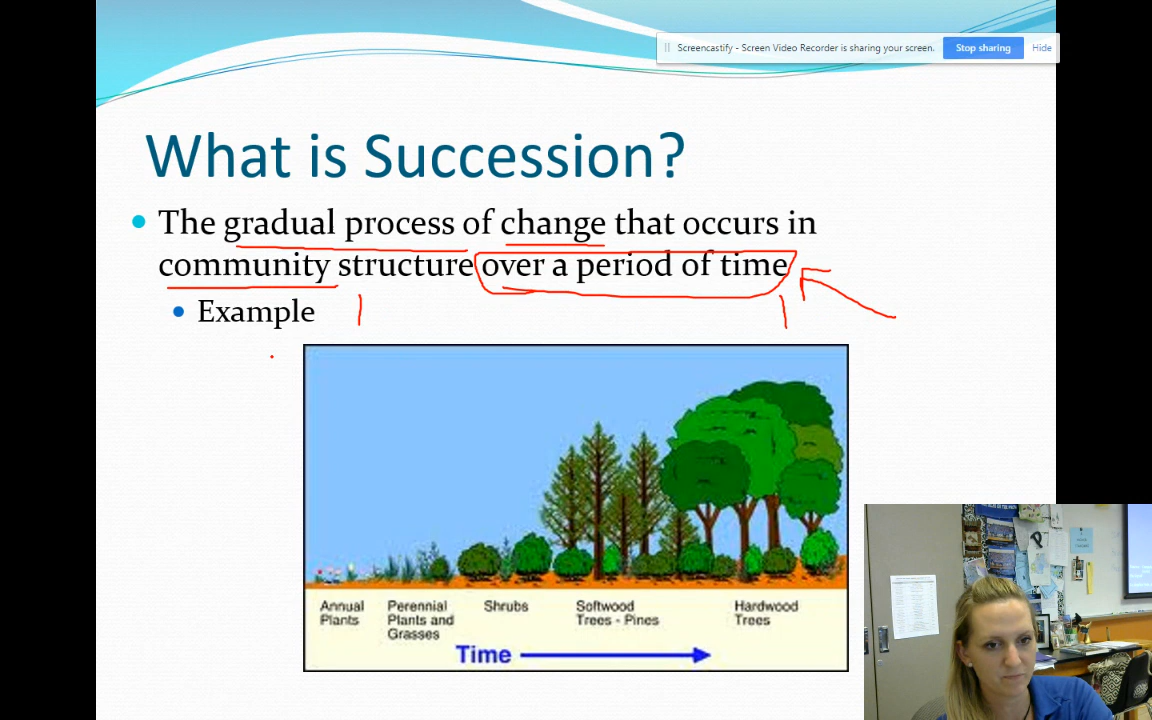 Screencastify - Screen Video Recorder is sharing your screen. Stop sharing Hide
What is Succession?
The gradual process of change that occurs in
community structure over a period of time
Example
Annual Plants
Perennial Plants and Grasses
Shrubs
Softwood Trees - Pines
Hardwood Trees
Time